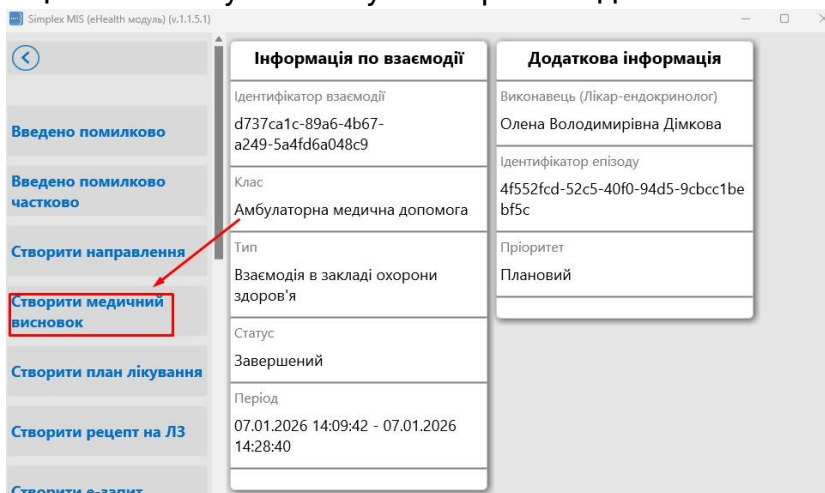 Simplex MIS (eHealth модуль) (v.1.1.5.1)
Введено помилково
Введено помилково
частково
Створити направлення
Створити медичний
висновок
Створити план лікування
Створити рецепт на ЛЗ
Створити е-запит
Інформація по взаємодії
Ідентифікатор взаємодії
d737ca1c-89a6-4b67-
a249-5a4fd6a048c9
Клас
Амбулаторна медична допомога
Тип
Взаємодія в закладі охорони
здоров'я
Статус
Завершений
Період
07.01.2026 14:09:42 - 07.01.2026
14:28:40
Додаткова інформація
Виконавець (Лікар-ендокринолог)
Олена Володимирівна Дімкова
Ідентифікатор епізоду
4f552fcd-52c5-40f0-94d5-9cbcc1be
bf5c
Пріоритет
Плановий